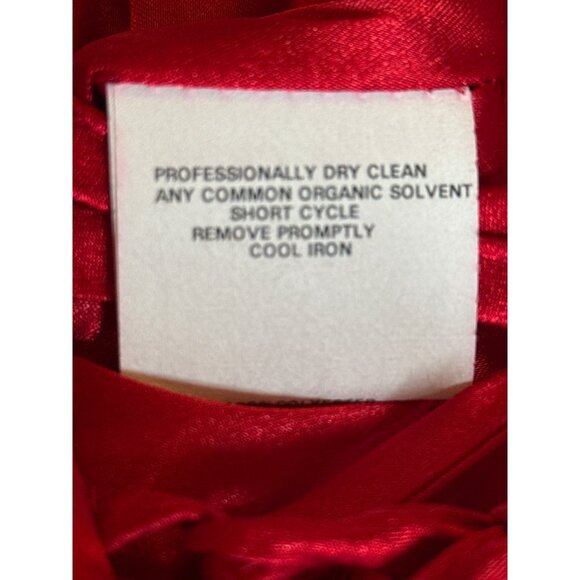 PROFESSIONALLY DRY CLEAN
ANY COMMON ORGANIC SOLVENT
SHORT CYCLE
REMOVE PROMPTLY
COOL IRON